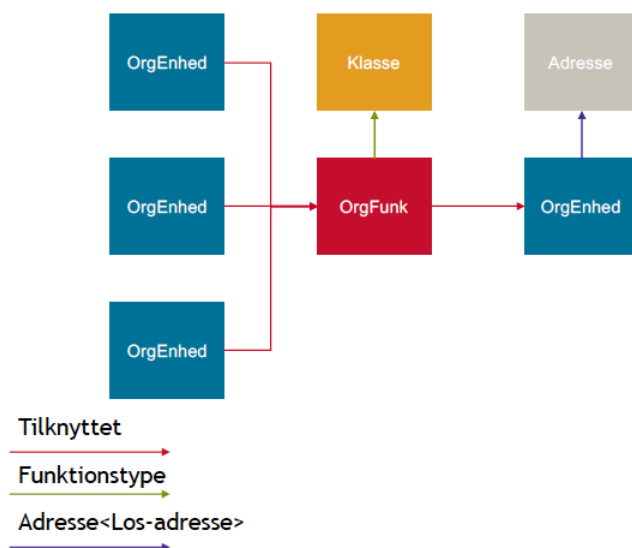 OrgEnhed
Klasse
Adresse
OrgEnhed
OrgFunk
OrgEnhed
OrgEnhed
Tilknyttet
Funktionstype
Adresse<Los-adresse>